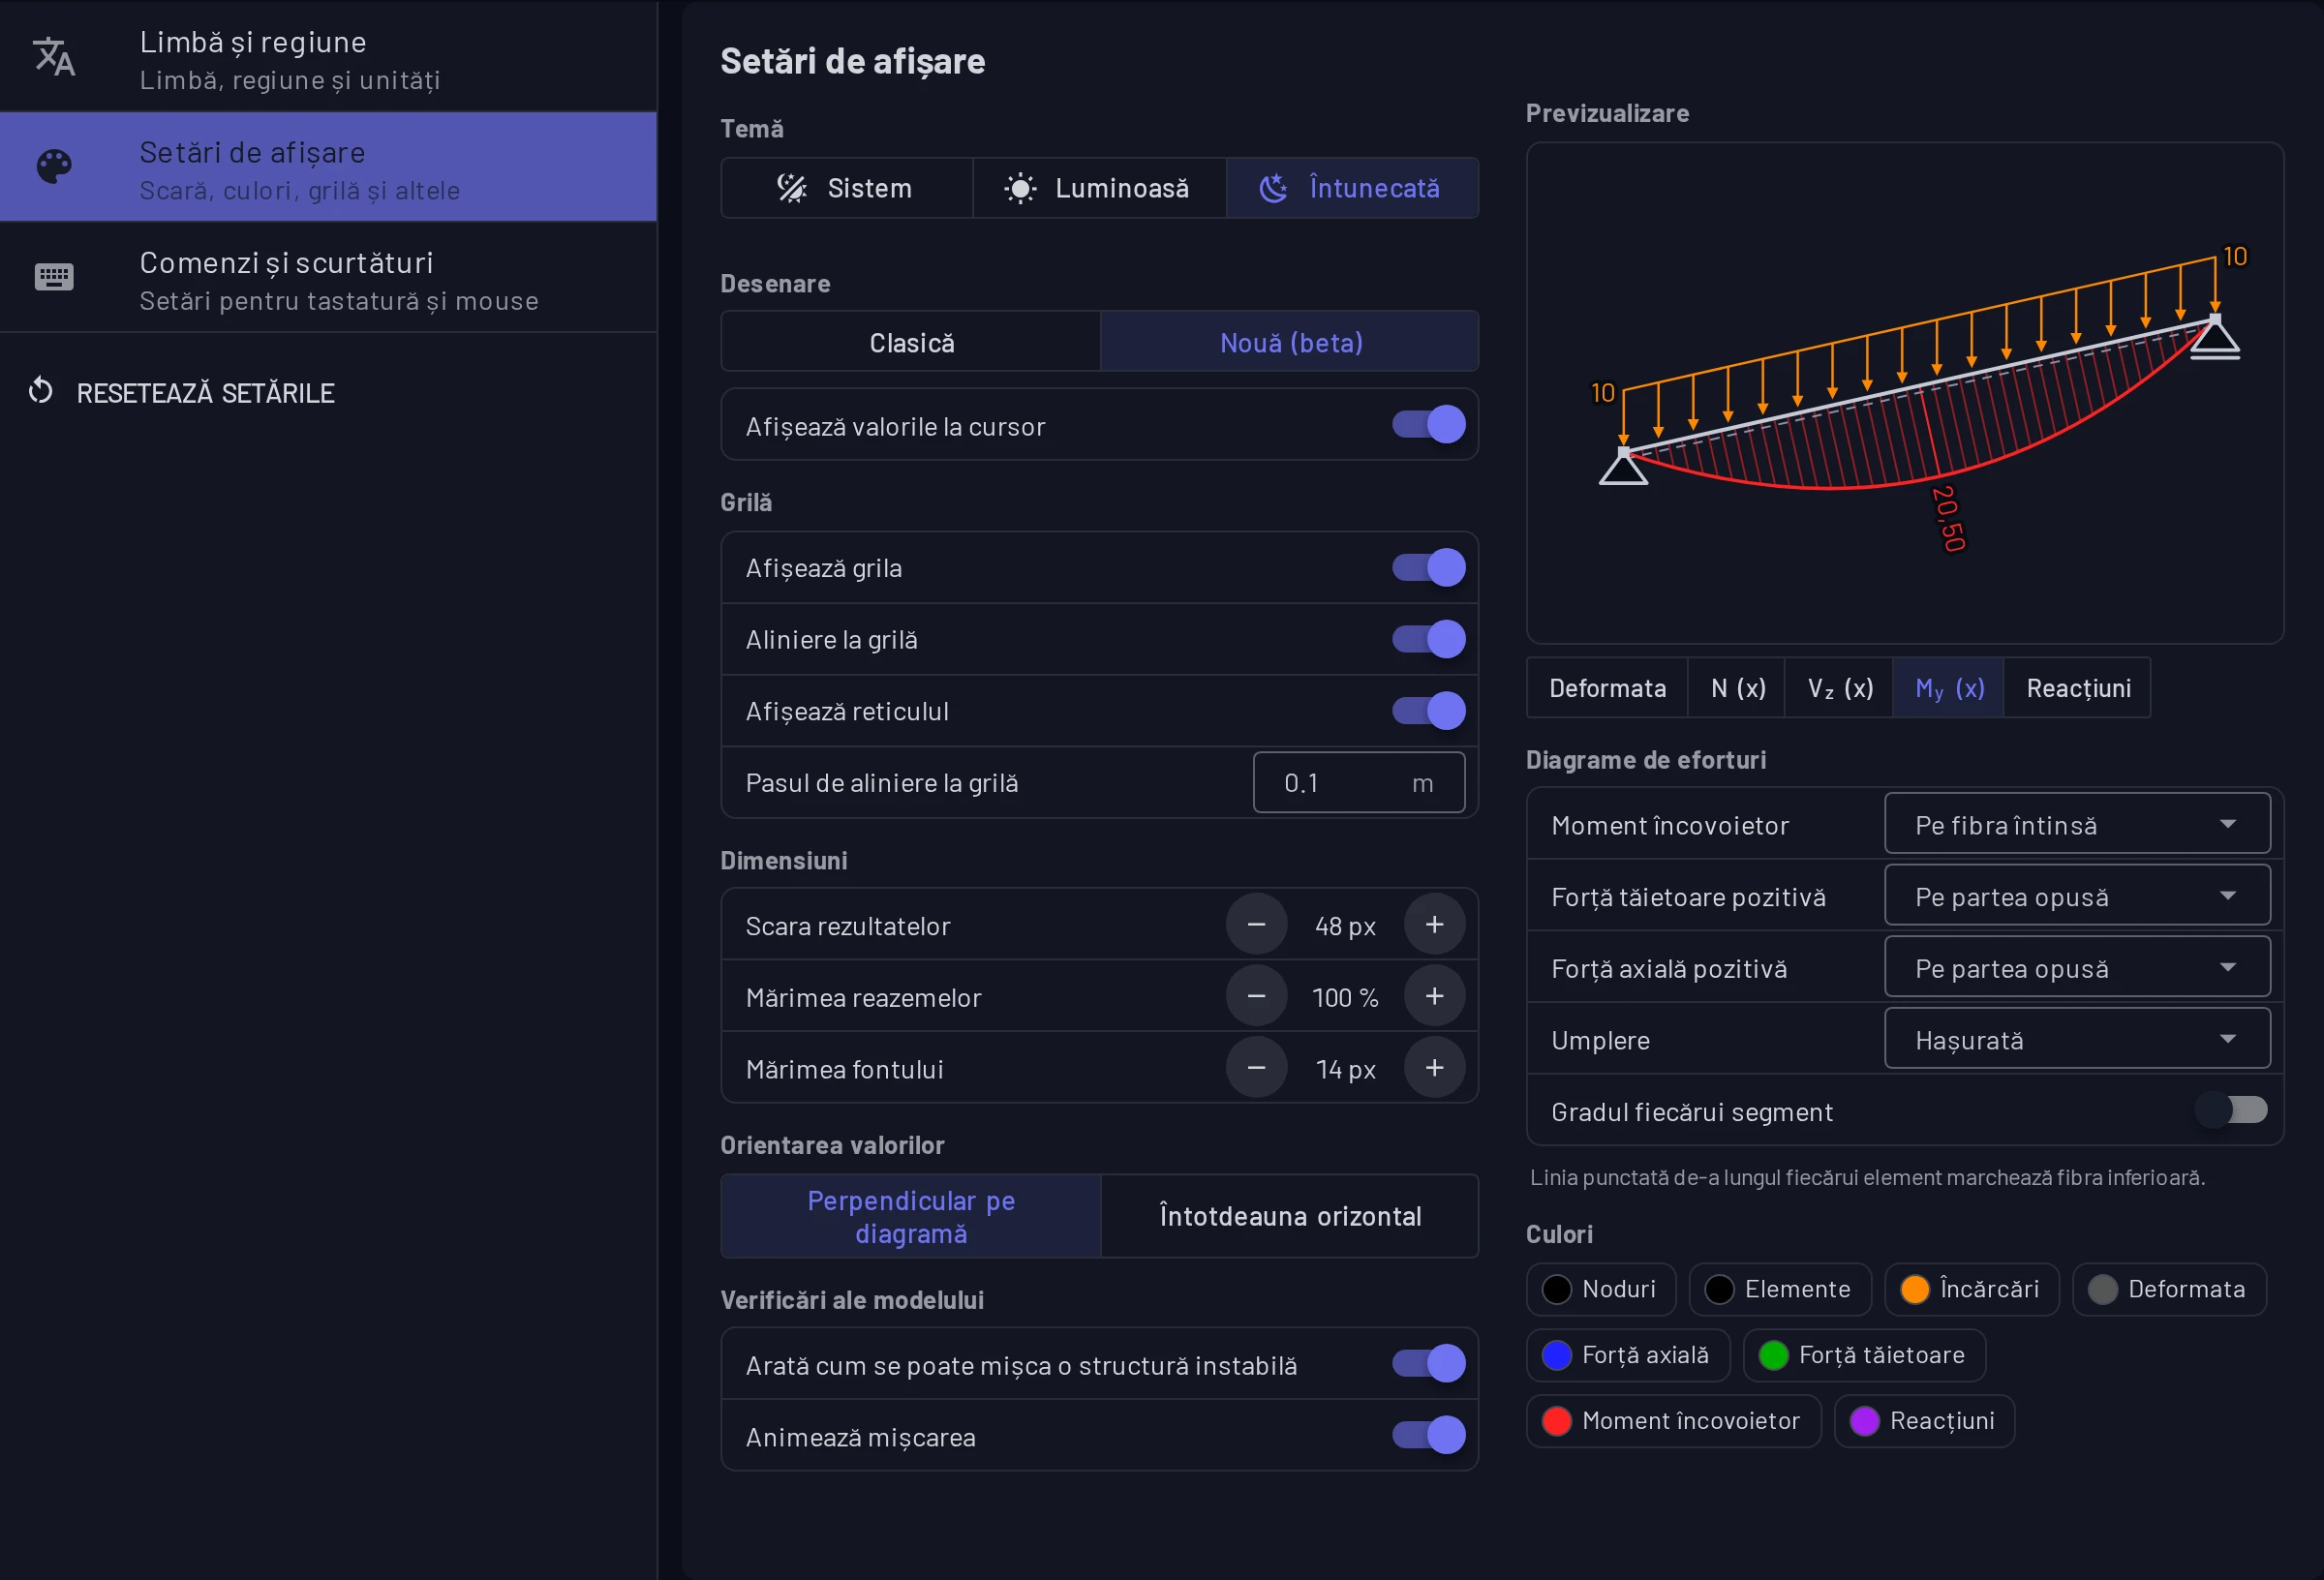 Limbă și regiune
Limbă, regiune și unități
Setări de afișare
Scară, culori, grilă și altele
Comenzi și scurtături
Setări pentru tastatură și mouse
RESETEAZĂ SETĂRILE
Setări de afișare
Temă
Sistem
Luminoasă
Întunecată
Desenare
Clasică
Nouă (beta)
Afișează valorile la cursor
Grilă
Afișează grila
Aliniere la grilă
Afișează reticulul
Pasul de aliniere la grilă
0.1 m
Dimensiuni
Scara rezultatelor
− 48 px +
Mărimea reazemelor
− 100 % +
Mărimea fontului
− 14 px +
Orientarea valorilor
Perpendicular pe
diagramă
Întotdeauna orizontal
Verificări ale modelului
Arată cum se poate mișca o structură instabilă
Animează mișcarea
Previzualizare
10
10
20,50
Deformata
N (x)
Vz (x)
My (x)
Reacțiuni
Diagrame de eforturi
Moment încovoietor
Pe fibra întinsă
Forță tăietoare pozitivă
Pe partea opusă
Forță axială pozitivă
Pe partea opusă
Umplere
Hașurată
Gradul fiecărui segment
Linia punctată de-a lungul fiecărui element marchează fibra inferioară.
Culori
Noduri
Elemente
Încărcări
Deformata
Forță axială
Forță tăietoare
Moment încovoietor
Reacțiuni